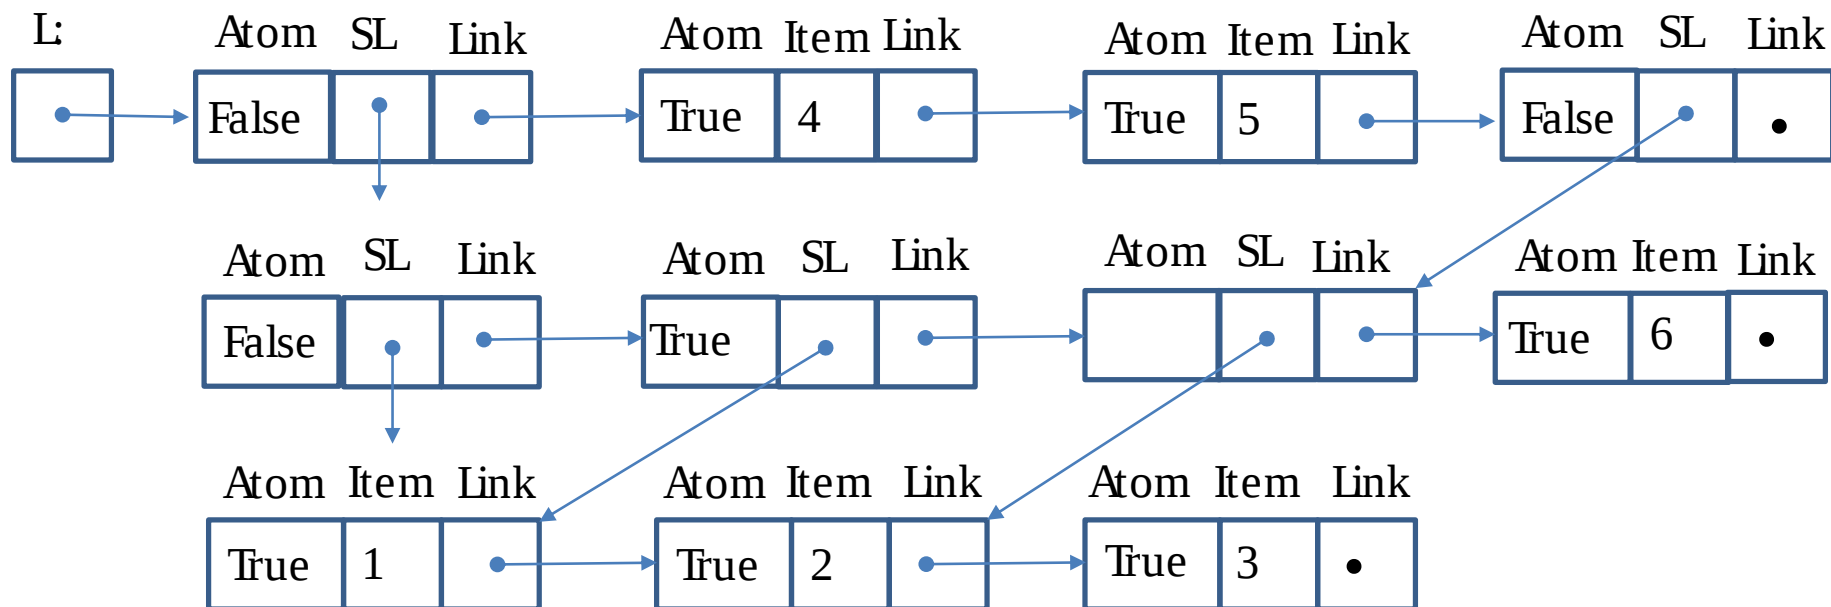 L: Atom SL Link Atom Item Link Atom Item Link Atom SL Link
False True 4 True 5 False
Atom SL Link Atom SL Link Atom SL Link Atom Item Link
False True True 6
Atom Item Link Atom Item Link Atom Item Link
True 1 True 2 True 3